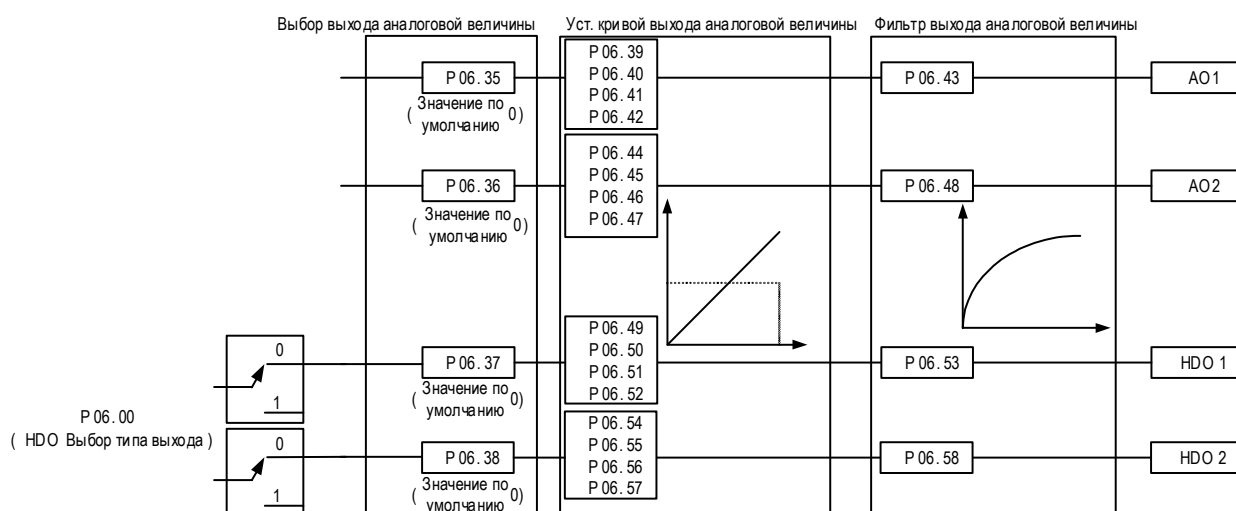 Выбор выхода аналоговой величины
Уст. кривой выхода аналоговой величины
Фильтр выхода аналоговой величины
P06.35
(Значение по умолчанию 0)
P06.39
P06.40
P06.41
P06.42
P06.43
AO1
P06.36
(Значение по умолчанию 0)
P06.44
P06.45
P06.46
P06.47
P06.48
AO2
P06.00
( HDO Выбор типа выхода )
0
1
P06.37
(Значение по умолчанию 0)
P06.49
P06.50
P06.51
P06.52
P06.53
HDO 1
0
1
P06.38
(Значение по умолчанию 0)
P06.54
P06.55
P06.56
P06.57
P06.58
HDO 2